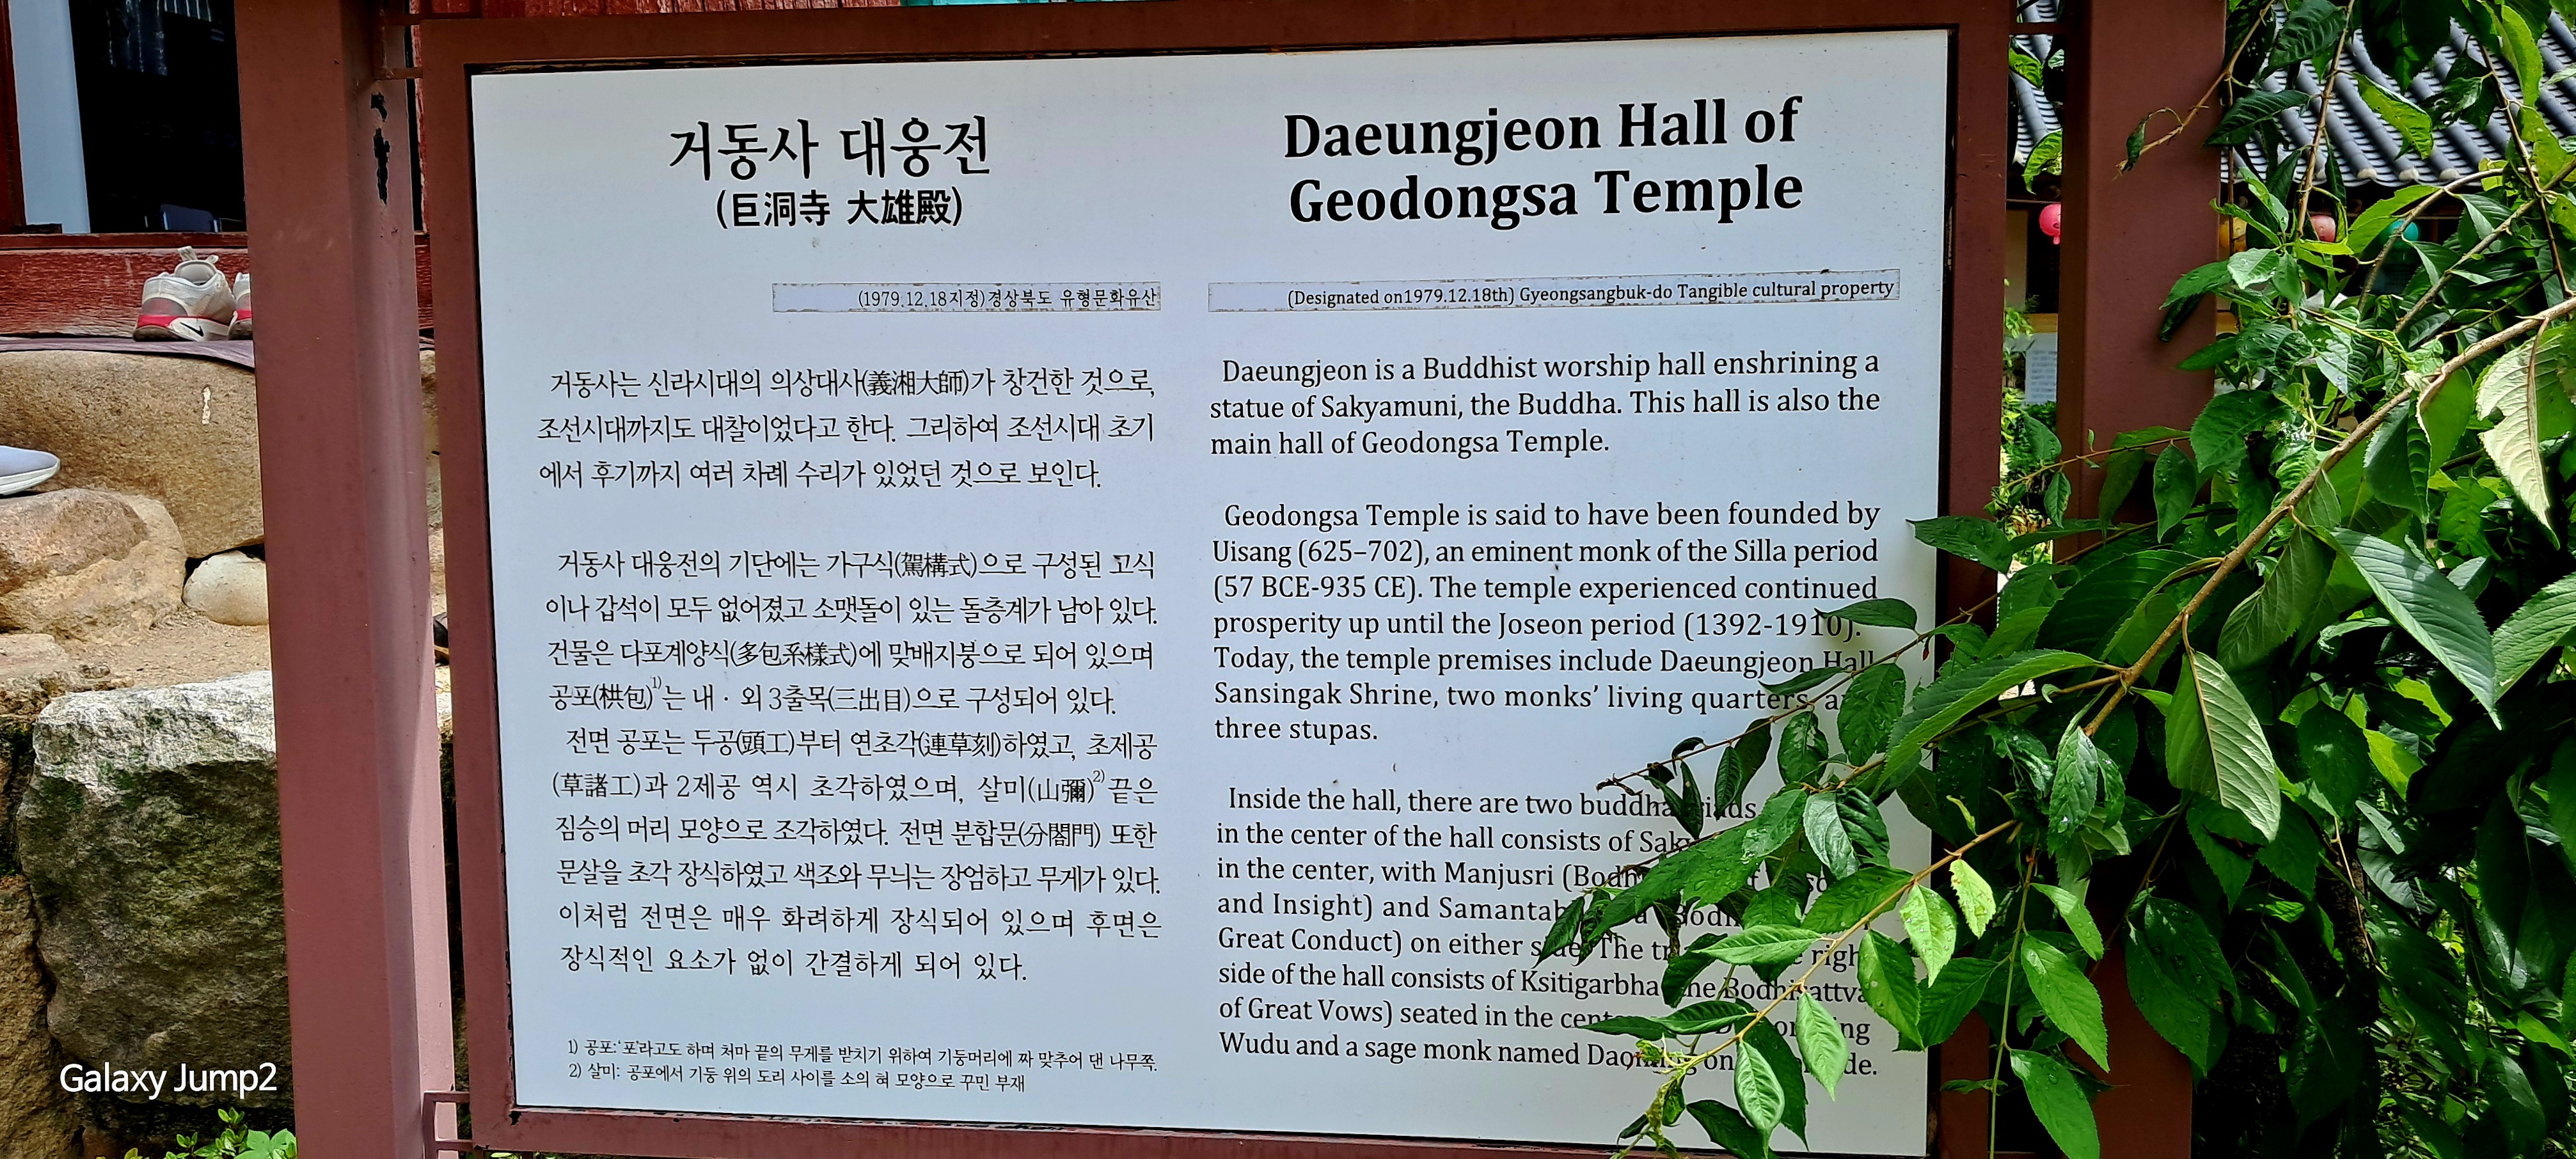 거동사 대웅전
(巨洞寺 大雄殿)
(1979.12.18지정)경상북도 유형문화유산
거동사는 신라시대의 의상대사(義湘大師)가 창건한 것으로,
조선시대까지도 대찰이었다고 한다. 그리하여 조선시대 초기
에서 후기까지 여러 차례 수리가 있었던 것으로 보인다.
거동사 대웅전의 기단에는 가구식(駕構式)으로 구성된 고식
이나 갑석이 모두 없어졌고 소맷돌이 있는 돌층계가 남아 있다.
건물은 다포계양식(多包系樣式)에 맞배지붕으로 되어 있으며
공포(栱包)1)는 내 · 외 3출목(三出目)으로 구성되어 있다.
전면 공포는 두공(頭工)부터 연초각(連草刻)하였고, 초제공
(草諸工)과 2제공 역시 초각하였으며, 살미(山彌)2)끝은
짐승의 머리 모양으로 조각하였다. 전면 분합문(分閤門) 또한
문살을 초각 장식하였고 색조와 무늬는 장엄하고 무게가 있다.
이처럼 전면은 매우 화려하게 장식되어 있으며 후면은
장식적인 요소가 없이 간결하게 되어 있다.
1) 공포:‘포’라고도 하며 처마 끝의 무게를 받치기 위하여 기둥머리에 짜 맞추어 댄 나무쪽.
2) 살미: 공포에서 기둥 위의 도리 사이를 소의 혀 모양으로 꾸민 부재
Daeungjeon Hall of
Geodongsa Temple
(Designated on1979.12.18th) Gyeongsangbuk-do Tangible cultural property
Daeungjeon is a Buddhist worship hall enshrining a
statue of Sakyamuni, the Buddha. This hall is also the
main hall of Geodongsa Temple.
Geodongsa Temple is said to have been founded by
Uisang (625–702), an eminent monk of the Silla period
(57 BCE-935 CE). The temple experienced continued
prosperity up until the Joseon period (1392-1910).
Today, the temple premises include Daeungjeon Hall,
Sansingak Shrine, two monks’ living quarters,
three stupas.
Inside the hall, there are two buddha
in the center of the hall consists of
in the center, with Manjusri
and Insight) and
Great Conduct) on either side. The
side of the hall consists of Ksitigarbha (the Bodhisattva
of Great Vows) seated in the
Wudu and a sage monk named
Galaxy Jump2